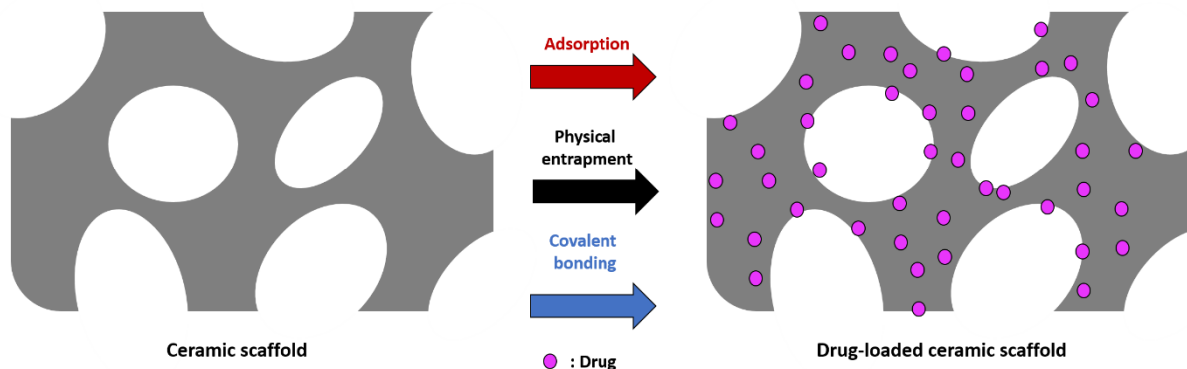 Adsorption
Physical
entrapment
Covalent
bonding
Ceramic scaffold
: Drug
Drug-loaded ceramic scaffold